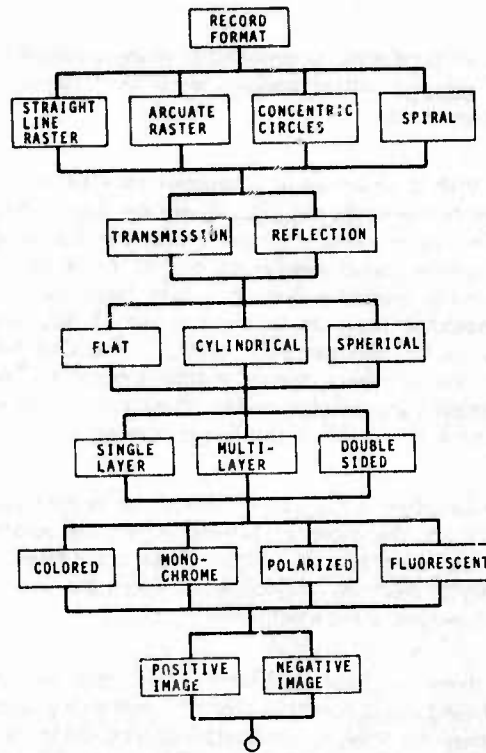 RECORD
FORMAT
STRAIGHT
LINE
RASTER
ARCUATE
RASTER
CONCENTRIC
CIRCLES
SPIRAL
TRANSMISSION
REFLECTION
FLAT
CYLINDRICAL
SPHERICAL
SINGLE
LAYER
MULTI-
LAYER
DOUBLE
SIDED
COLORED
MONO-
CHROME
POLARIZED
FLUORESCENT
POSITIVE
IMAGE
NEGATIVE
IMAGE